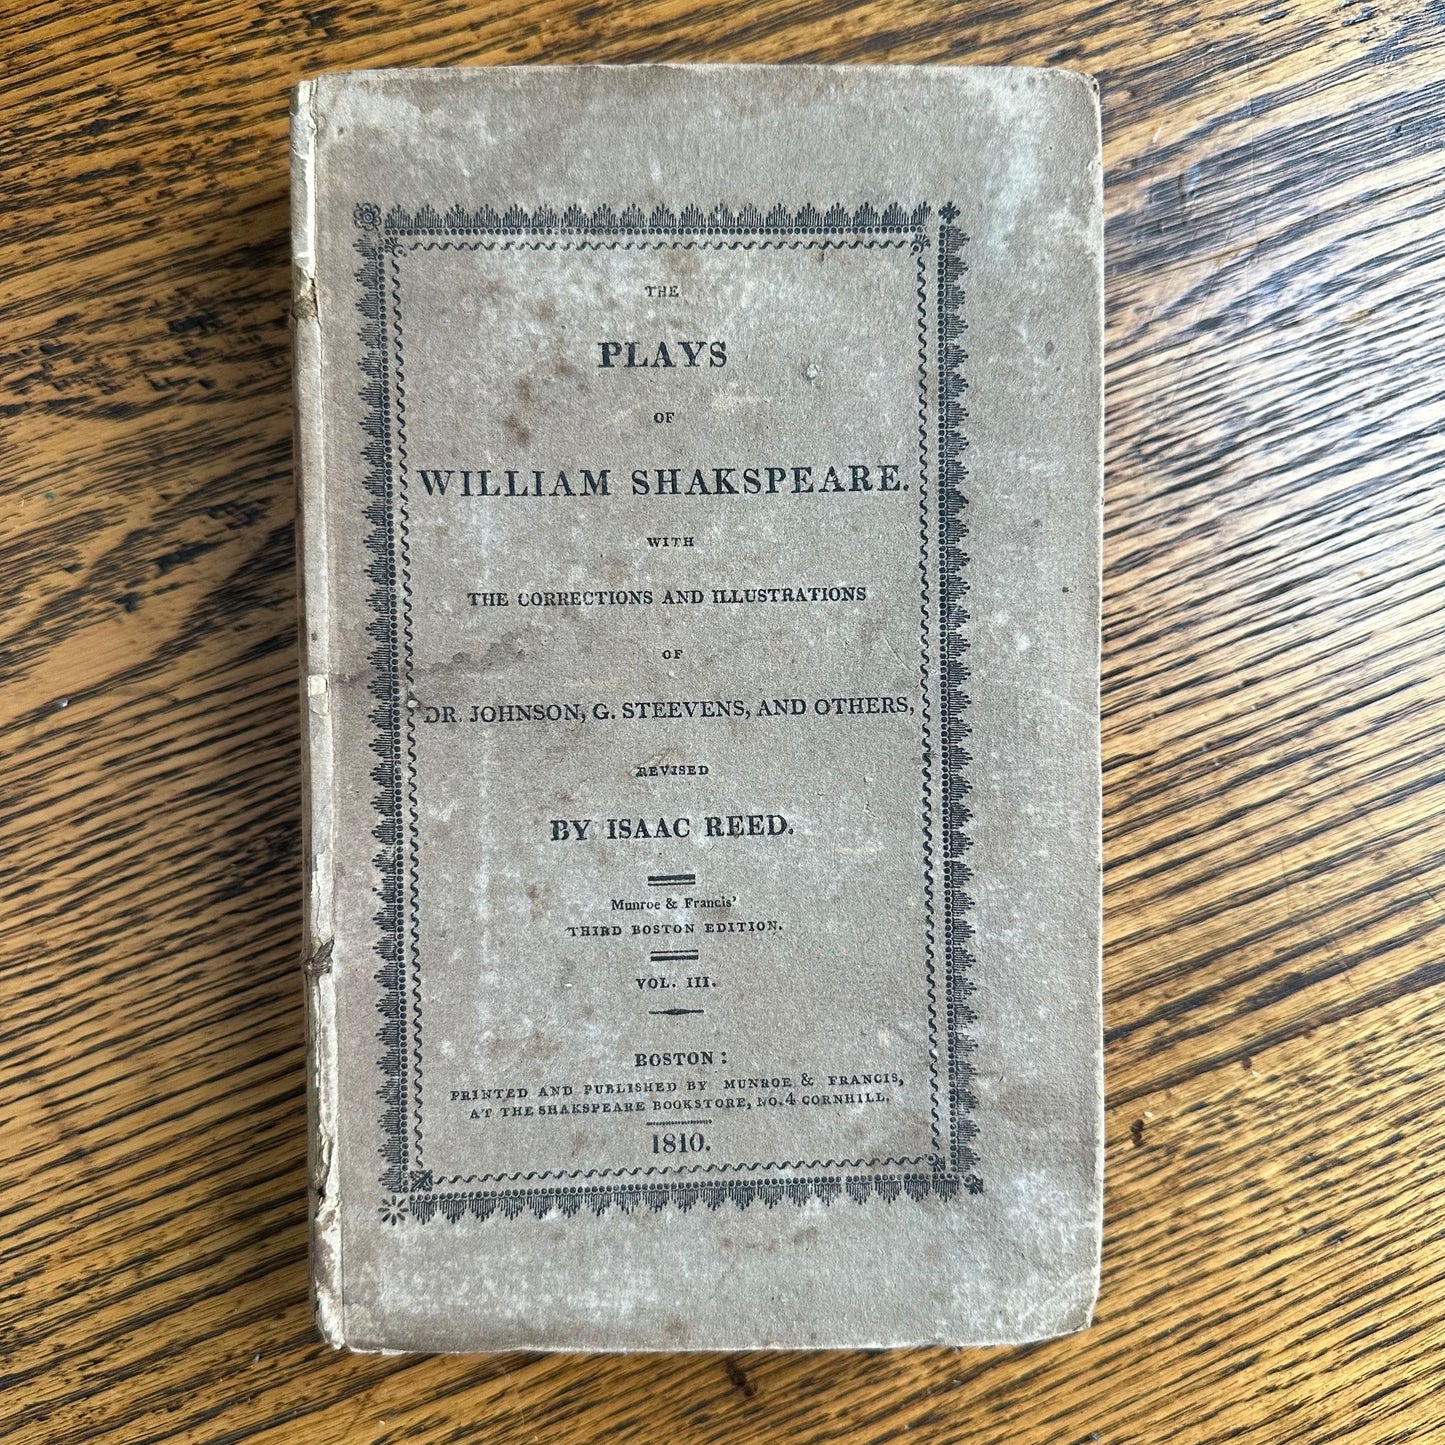 THE
PLAYS
OF
WILLIAM SHAKSPEARE.
WITH
THE CORRECTIONS AND ILLUSTRATIONS
OF
DR. JOHNSON, G. STEEVENS, AND OTHERS,
REVISED
BY ISAAC REED.
Munroe & Francis'
THIRD BOSTON EDITION.
VOL. III.
BOSTON:
PRINTED AND PUBLISHED BY MUNROE & FRANCIS,
AT THE SHAKSPEARE BOOKSTORE, NO. 4 CORNHILL.
1810.